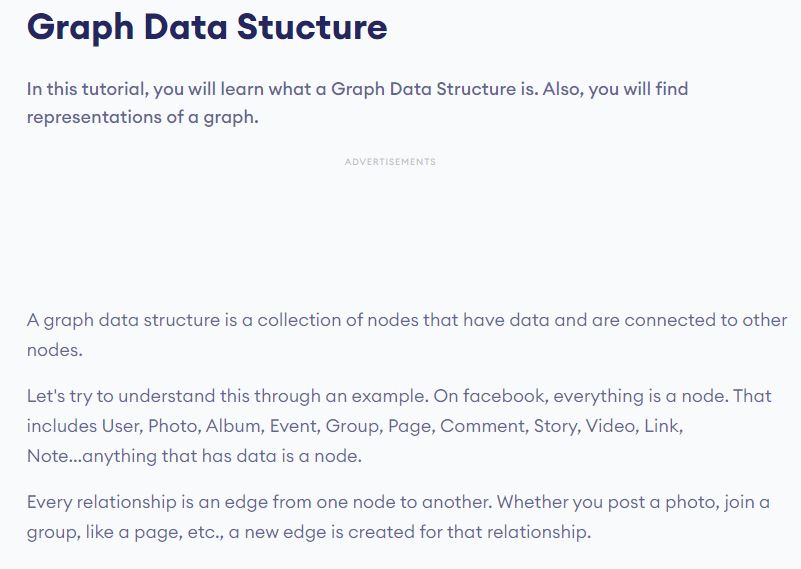 Graph Data Stucture
In this tutorial, you will learn what a Graph Data Structure is. Also, you will find
representations of a graph.
ADVERTISEMENTS
A graph data structure is a collection of nodes that have data and are connected to other
nodes.
Let's try to understand this through an example. On facebook, everything is a node. That
includes User, Photo, Album, Event, Group, Page, Comment, Story, Video, Link,
Note...anything that has data is a node.
Every relationship is an edge from one node to another. Whether you post a photo, join a
group, like a page, etc., a new edge is created for that relationship.